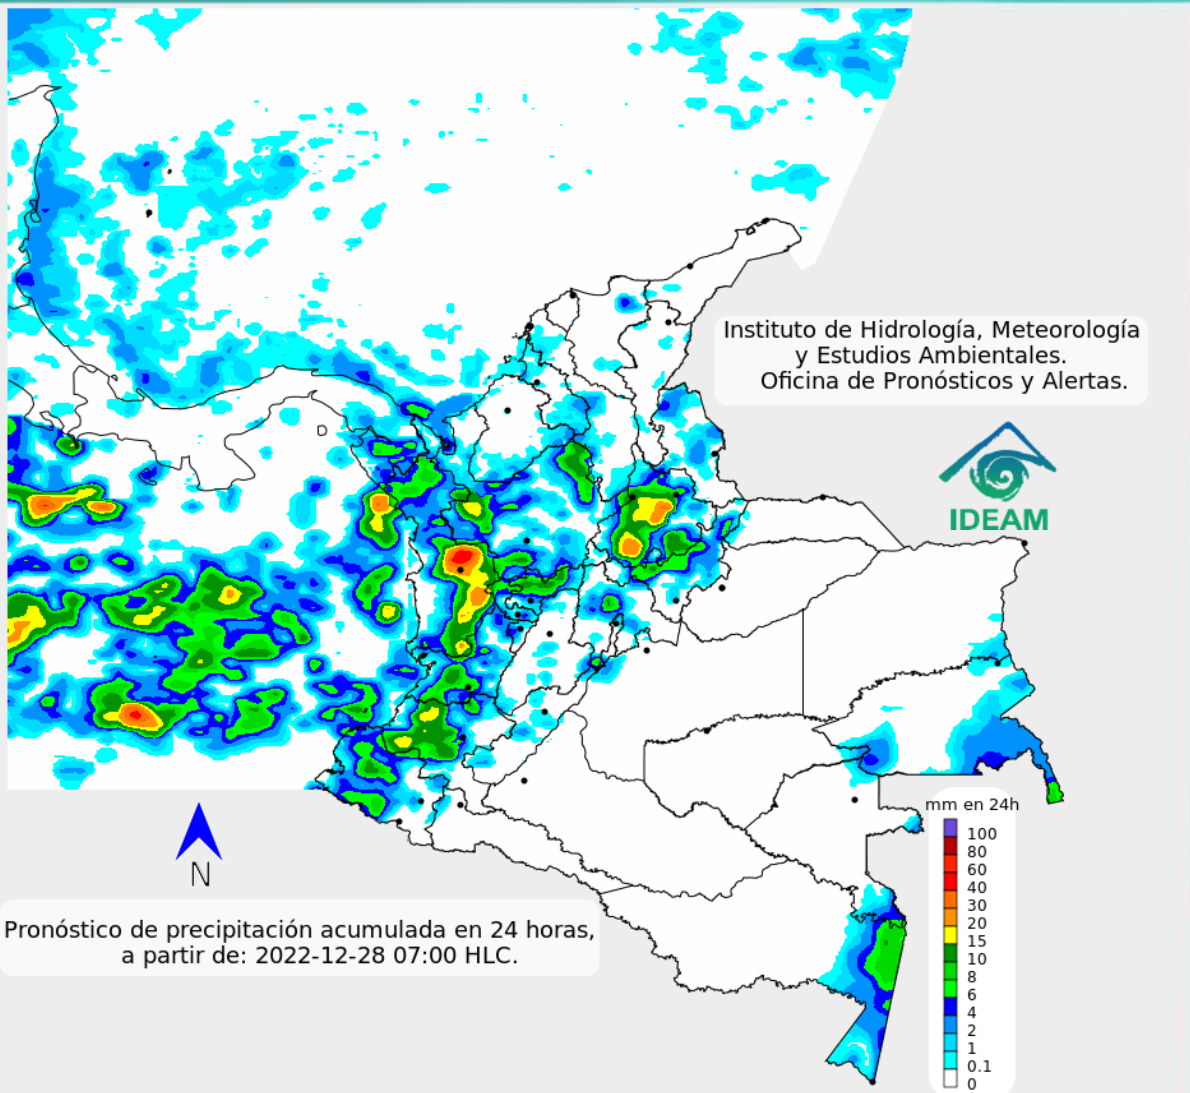 Instituto de Hidrología, Meteorología
y Estudios Ambientales.
Oficina de Pronósticos y Alertas.
IDEAM
N
Pronóstico de precipitación acumulada en 24 horas,
a partir de: 2022-12-28 07:00 HLC.
mm en 24h
100
80
60
40
30
20
15
10
8
6
4
2
1
0.1
0